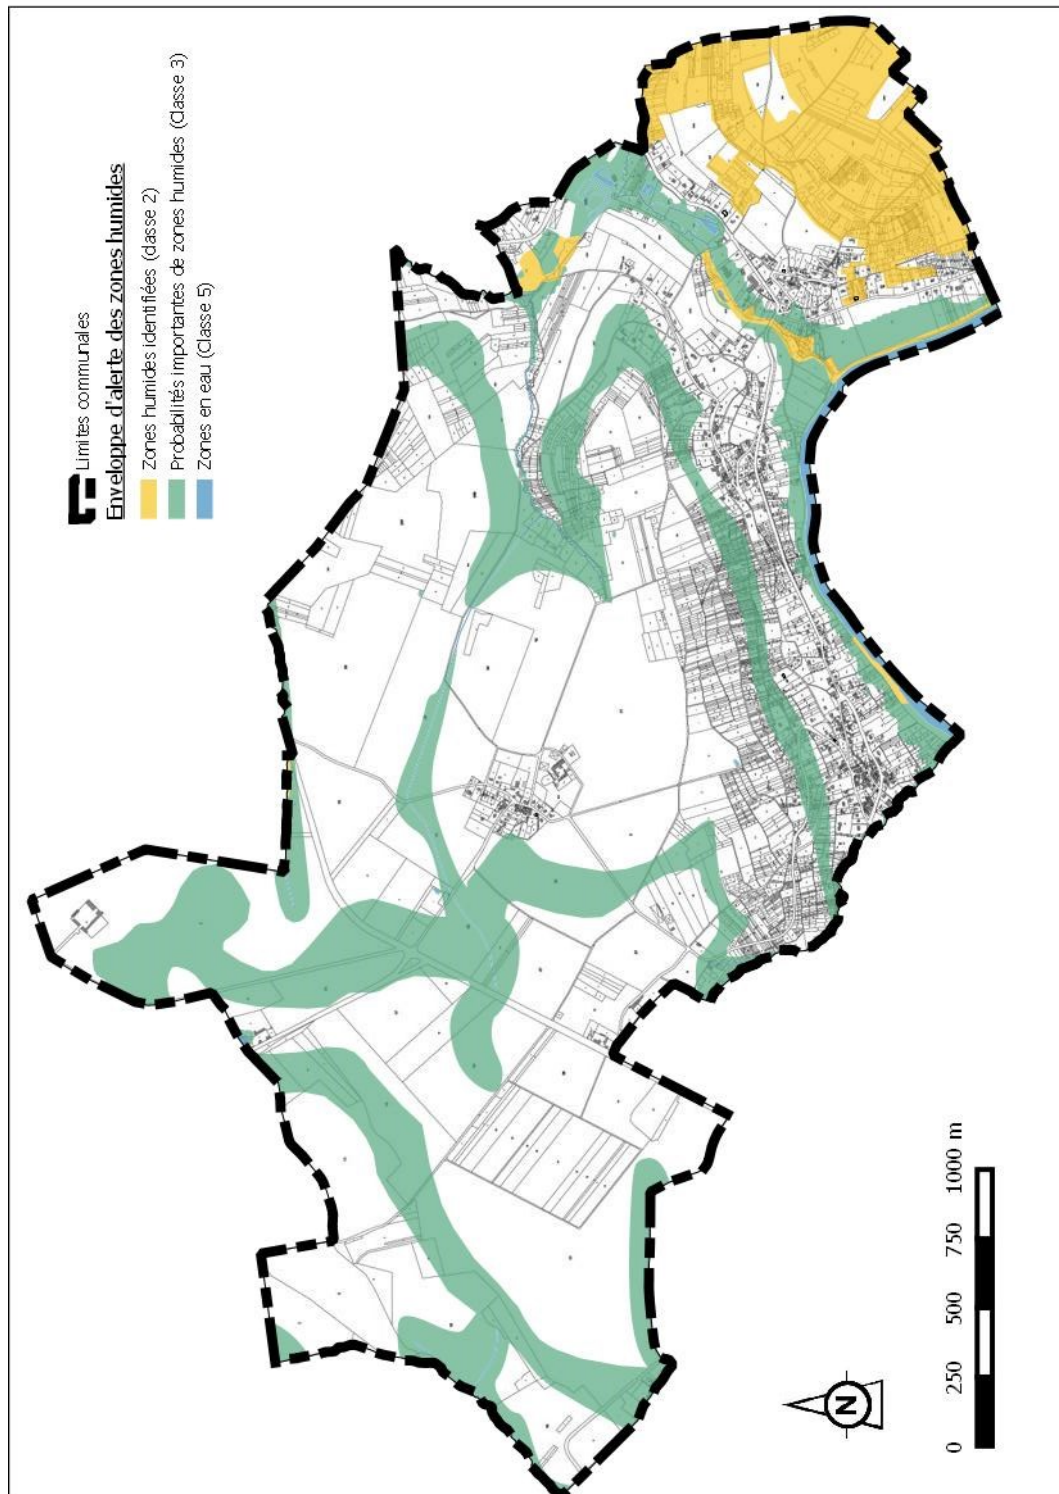 Limites communales
Enveloppe d'alerte des zones humides
Zones humides identifiées (classe 2)
Probabilités importantes de zones humides (Classe 3)
Zones en eau (Classe 5)
N
0 250 500 750 1000 m